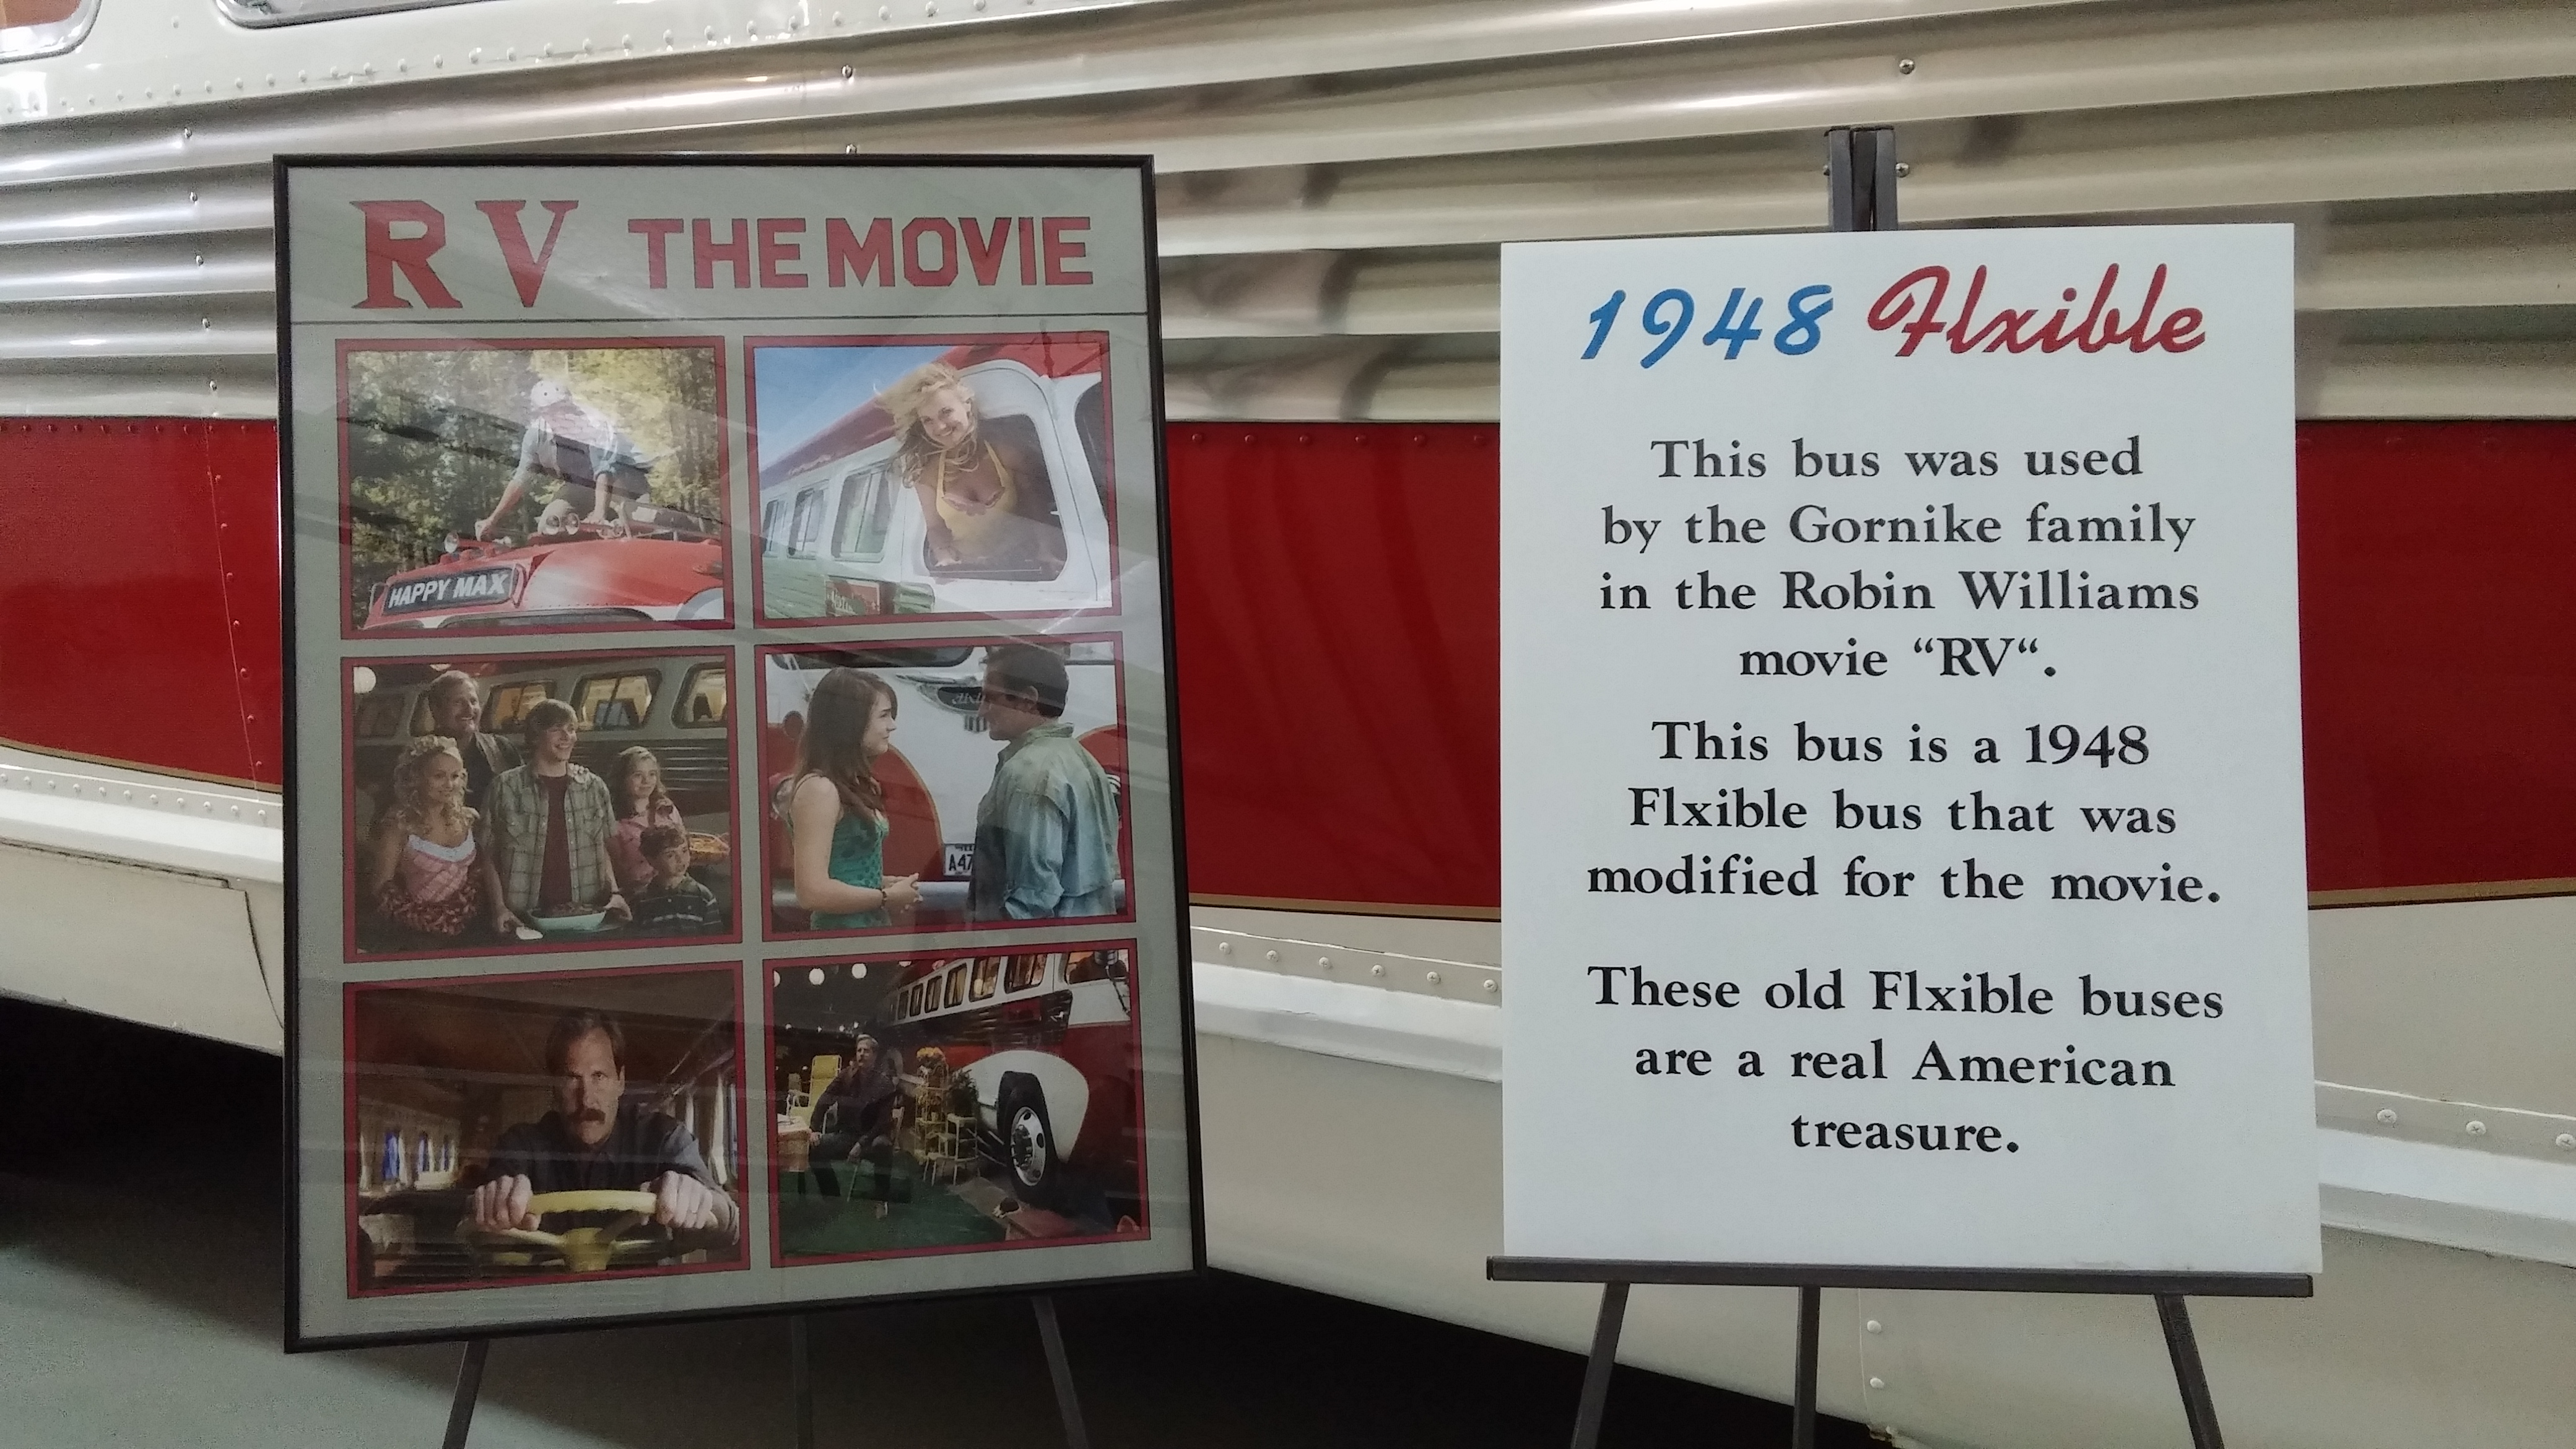 RV THE MOVIE
HAPPY MAX
A47
1948 Flxible
This bus was used
by the Gornike family
in the Robin Williams
movie “RV“.
This bus is a 1948
Flxible bus that was
modified for the movie.
These old Flxible buses
are a real American
treasure.